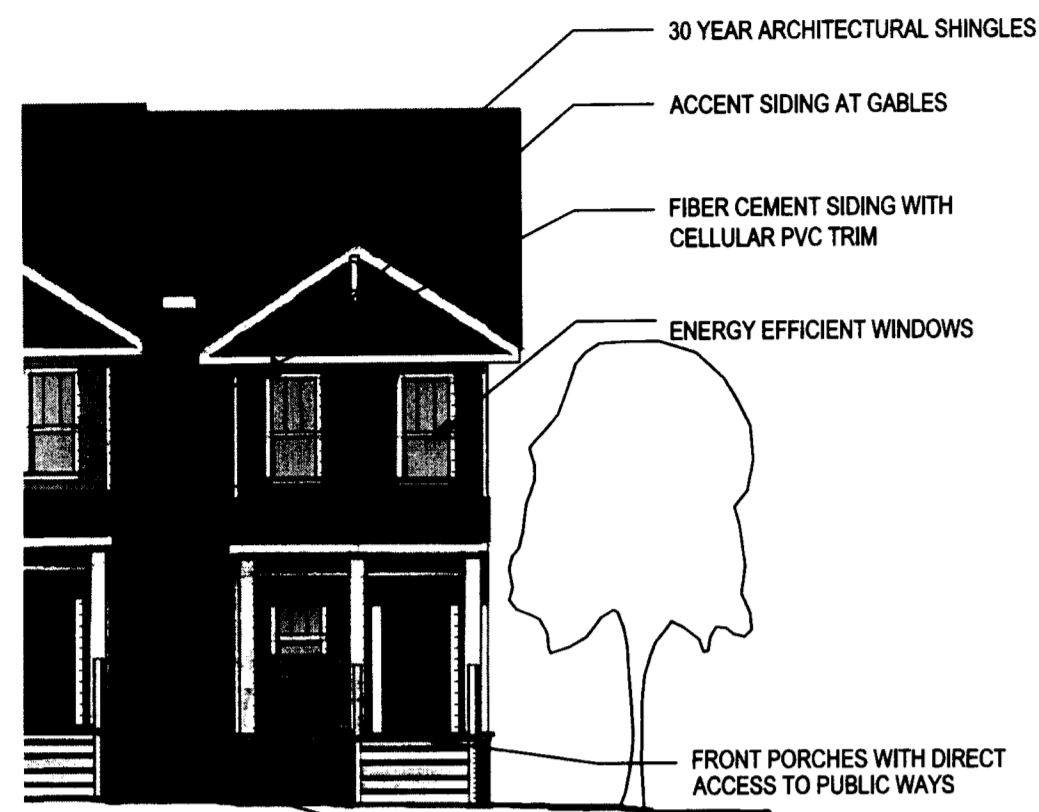 30 YEAR ARCHITECTURAL SHINGLES
ACCENT SIDING AT GABLES
FIBER CEMENT SIDING WITH
CELLULAR PVC TRIM
ENERGY EFFICIENT WINDOWS
FRONT PORCHES WITH DIRECT
ACCESS TO PUBLIC WAYS